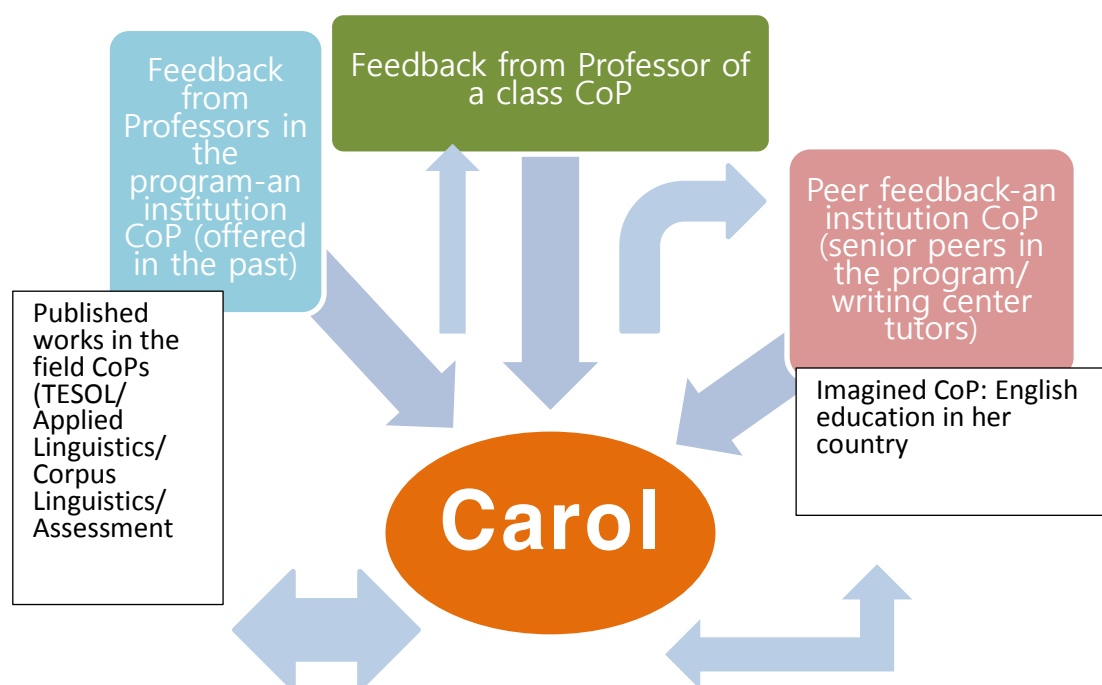 Feedback
from
Professors in
the
program-an
institution
CoP (offered
in the past)
Feedback from Professor of
a class CoP
Peer feedback-an
institution CoP
(senior peers in
the program/
writing center
tutors)
Published
works in the
field CoPs
(TESOL/
Applied
Linguistics/
Corpus
Linguistics/
Assessment
Imagined CoP: English
education in her
country
Carol